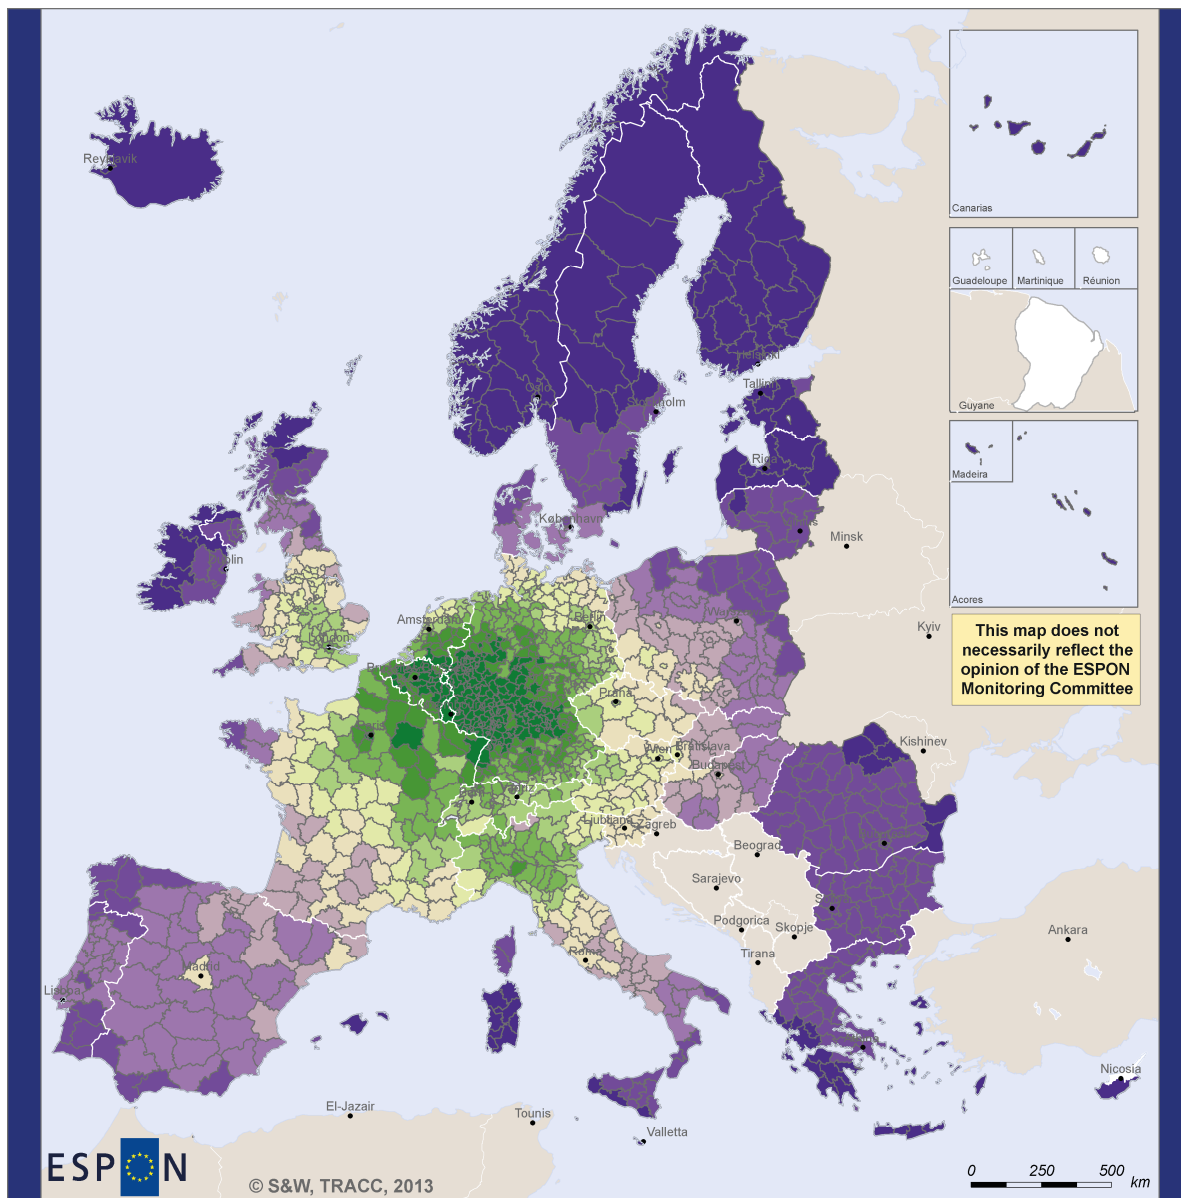 Reykjavik
Canarias
Guadeloupe
Martinique
Réunion
Guyane
Helsinki
Tallinn
Oslo
Stockholm
Riga
Madeira
København
Minsk
Dublin
Acores
Amsterdam
Berlin
Warszawa
Kyiv
London
This map does not
necessarily reflect the
opinion of the ESPON
Monitoring Committee
Praha
Paris
Kishinev
Wien
Bratislava
Budapest
Bern
Vaduz
Ljubljana
Zagreb
Beograd
Sarajevo
Podgorica
Skopje
Ankara
Roma
Tirana
Madrid
Lisboa
Nicosia
El-Jazair
Tounis
Valletta
ESPON
© S&W, TRACC, 2013
0 250 500
km